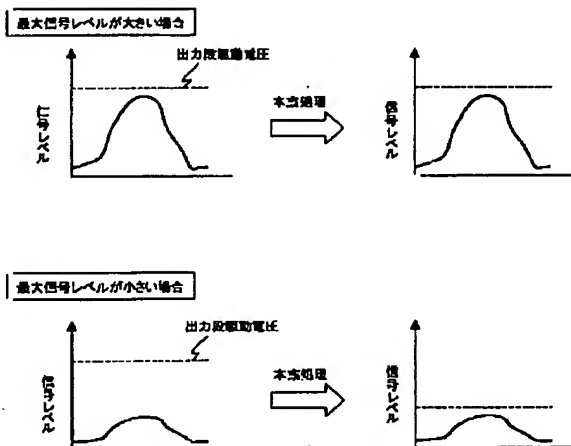 最大信号レベルが大きい場合
出力段駆動電圧
本案処理
信号レベル
信号レベル
最大信号レベルが小さい場合
出力段駆動電圧
本案処理
信号レベル
信号レベル